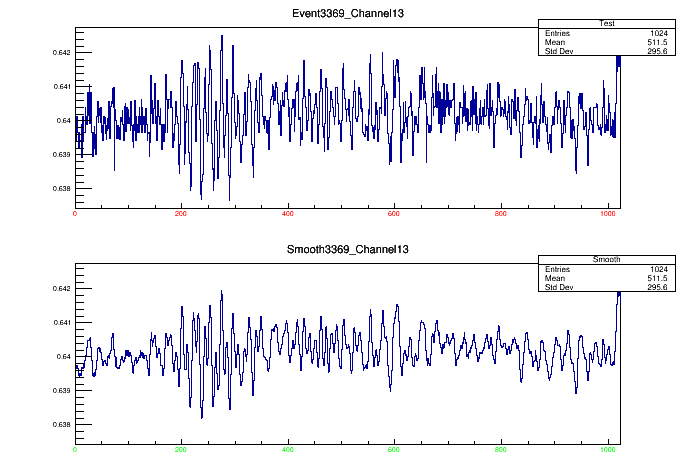 Event3369_Channel13
Test
Entries 1024
Mean 511.5
Std Dev 295.6
0.642
0.641
0.64
0.639
0.638
0 200 400 600 800 1000
Smooth3369_Channel13
Smooth
Entries 1024
Mean 511.5
Std Dev 295.6
0.642
0.641
0.64
0.639
0.638
0 200 400 600 800 1000